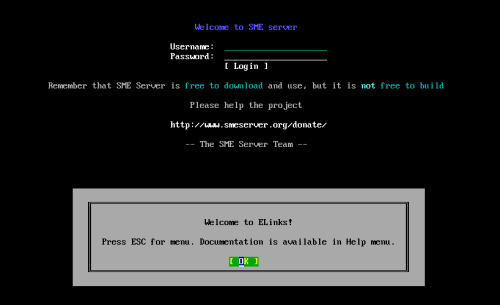 Welcome to SME server
Username:
Password:
[ Login ]
Remember that SME Server is free to download and use, but it is not free to build
Please help the project
http://www.smeserver.org/donate/
-- The SME Server Team --
Welcome to ELinks!
Press ESC for menu. Documentation is available in Help menu.
[ OK ]